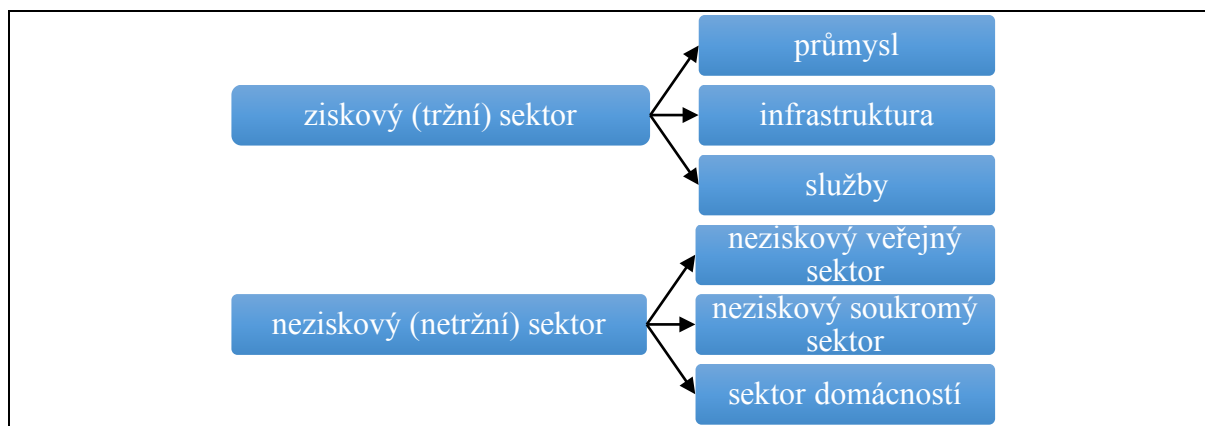 ziskový (tržní) sektor
průmysl
infrastruktura
služby
neziskový (netržní) sektor
neziskový veřejný
sektor
neziskový soukromý
sektor
sektor domácností